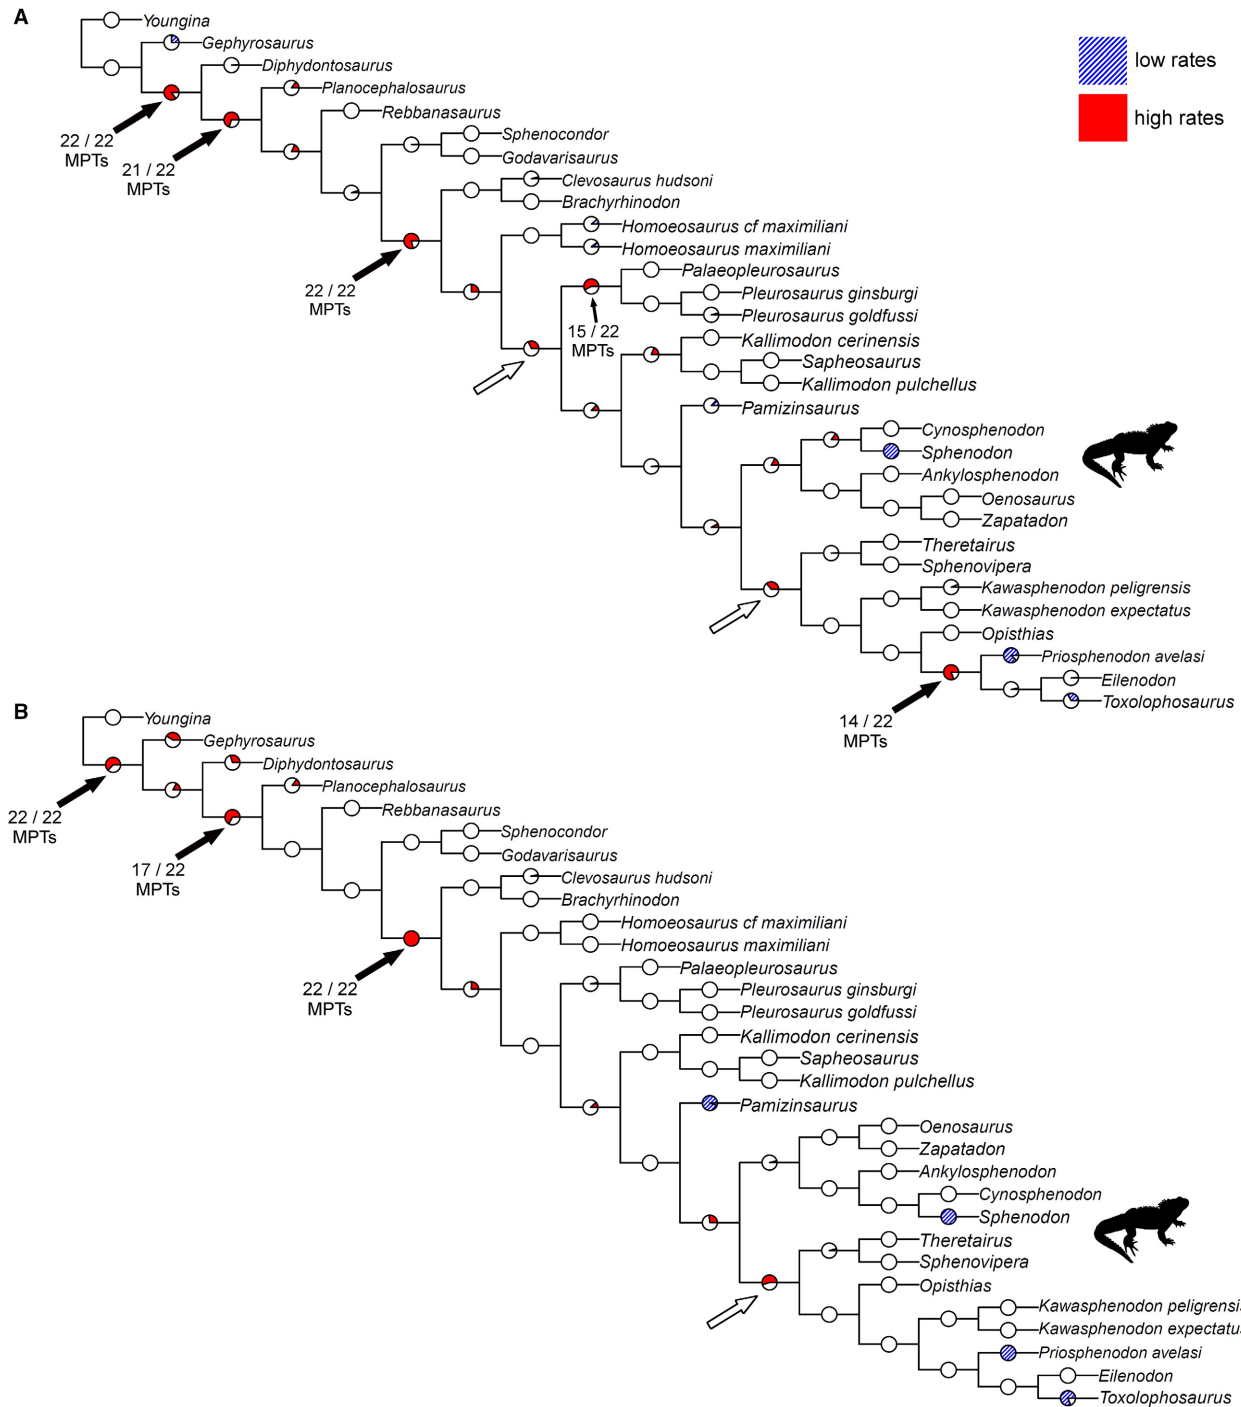 A
Youngina
Gephyrosaurus
low rates
Diphydontosaurus
Planocephalosaurus
high rates
Rebbanasaurus
22 / 22
MPTs
Sphenocondor
21 / 22
MPTs
Godavarisaurus
Clevosaurus hudsoni
Brachyrhinodon
Homoeosaurus cf maximiliani
Homoeosaurus maximiliani
Palaeopleurosaurus
22 / 22
MPTs
Pleurosaurus ginsburgi
Pleurosaurus goldfussi
15 / 22
MPTs
Kallimodon cerinensis
Sapheosaurus
Kallimodon pulchellus
Pamizinsaurus
Cynosphenodon
Sphenodon
Ankylosphenodon
Oenosaurus
Zapatadon
Theretairus
Sphenovipera
Kawasphenodon peligrensis
Kawasphenodon expectatus
Opisthias
Priosphenodon avelasi
Eilenodon
Toxolophosaurus
14 / 22
MPTs
B
Youngina
Gephyrosaurus
Diphydontosaurus
Planocephalosaurus
Rebbanasaurus
22 / 22
MPTs
Sphenocondor
Godavarisaurus
17 / 22
MPTs
Clevosaurus hudsoni
Brachyrhinodon
Homoeosaurus cf maximiliani
Homoeosaurus maximiliani
Palaeopleurosaurus
22 / 22
MPTs
Pleurosaurus ginsburgi
Pleurosaurus goldfussi
Kallimodon cerinensis
Sapheosaurus
Kallimodon pulchellus
Pamizinsaurus
Oenosaurus
Zapatadon
Ankylosphenodon
Cynosphenodon
Sphenodon
Theretairus
Sphenovipera
Opisthias
Kawasphenodon peligrensis
Kawasphenodon expectatu
Priosphenodon avelasi
Eilenodon
Toxolophosaurus